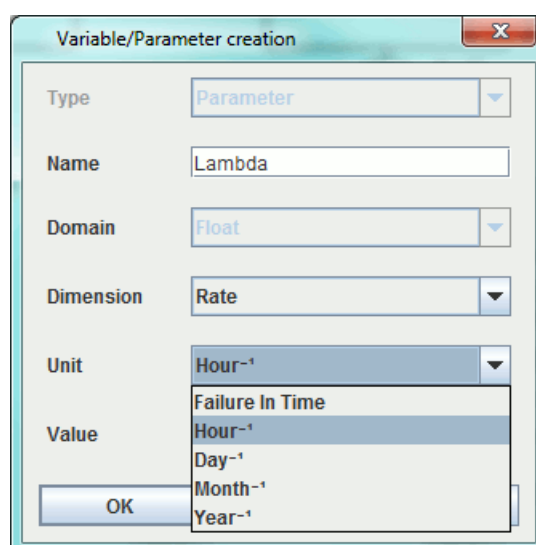 Variable/Parameter creation
Type Parameter
Name Lambda
Domain Float
Dimension Rate
Unit Hour⁻¹
Failure In Time
Value Hour⁻¹
Day⁻¹
Month⁻¹
OK
Year⁻¹